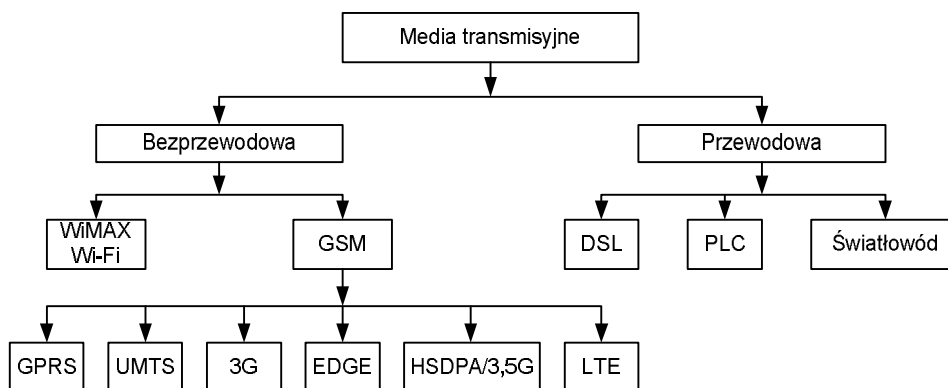 Media transmisyjne
Bezprzewodowa
Przewodowa
WiMAX
Wi-Fi
GSM
DSL
PLC
Światłowód
GPRS
UMTS
3G
EDGE
HSDPA/3,5G
LTE